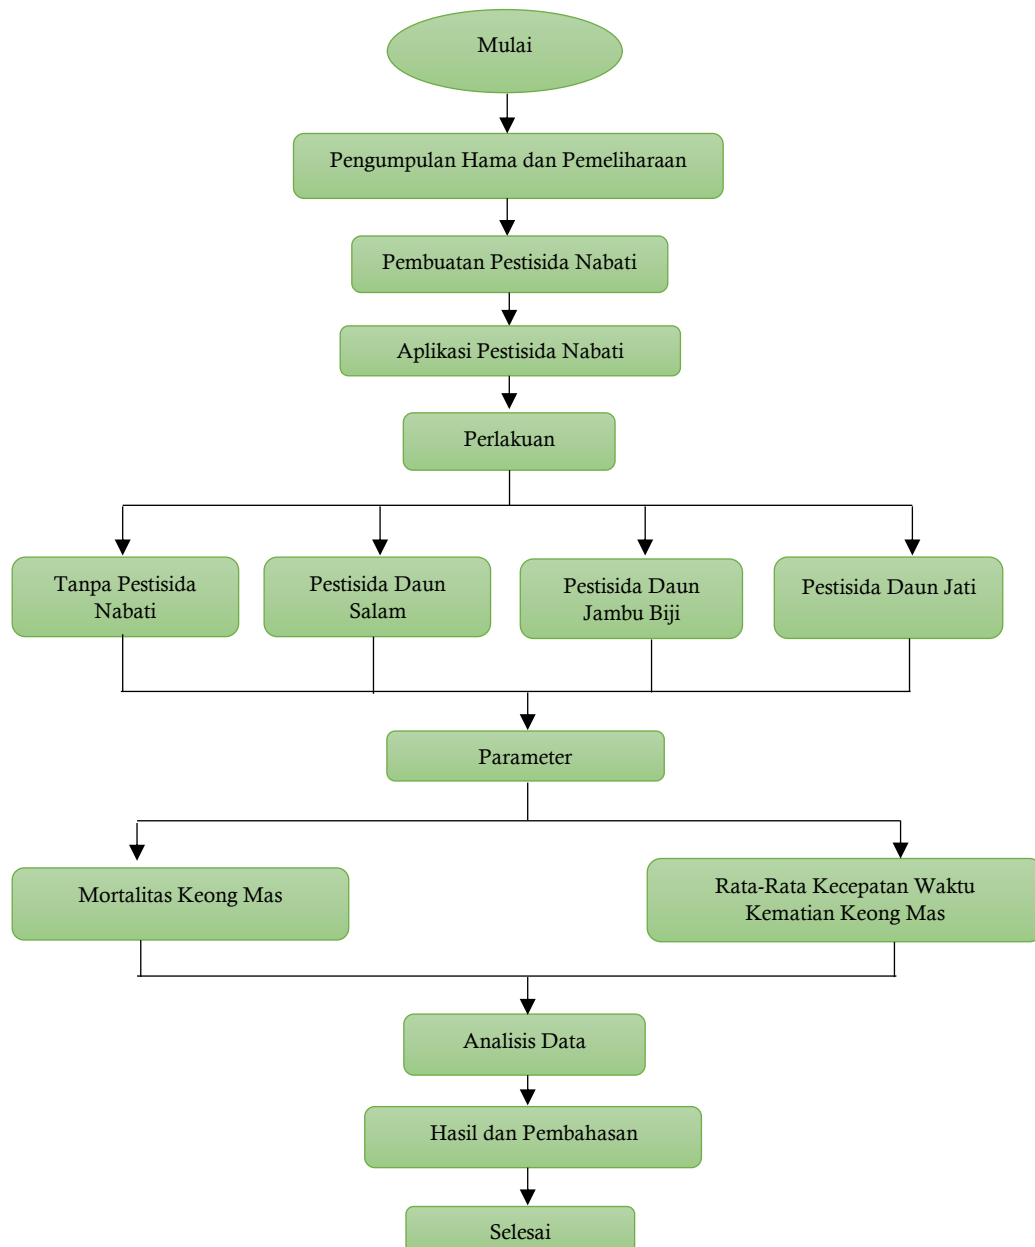 Mulai
Pengumpulan Hama dan Pemeliharaan
Pembuatan Pestisida Nabati
Aplikasi Pestisida Nabati
Perlakuan
Tanpa Pestisida
Nabati
Pestisida Daun
Salam
Pestisida Daun
Jambu Biji
Pestisida Daun Jati
Parameter
Mortalitas Keong Mas
Rata-Rata Kecepatan Waktu
Kematian Keong Mas
Analisis Data
Hasil dan Pembahasan
Selesai